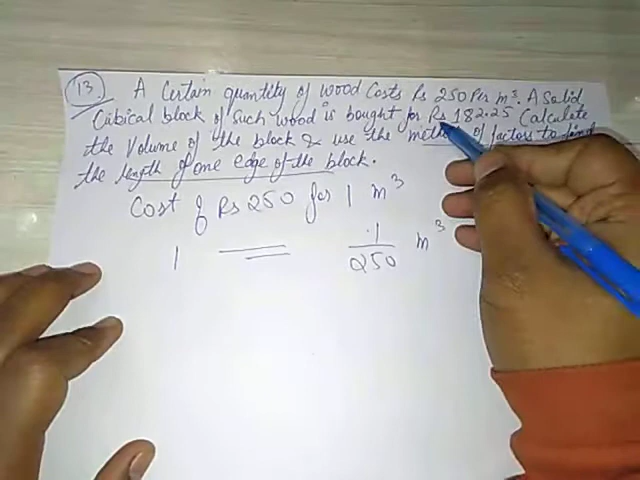 13. A Certain quantity of wood Costs Rs 250 Per m³. A Solid
Cubical block of Such wood is bought for Rs 182.25 Calculate
the Volume of the block & use the method of factors to find
the length of one edge of the block.
Cost of Rs 250 for 1 m³
1 1/250 m³